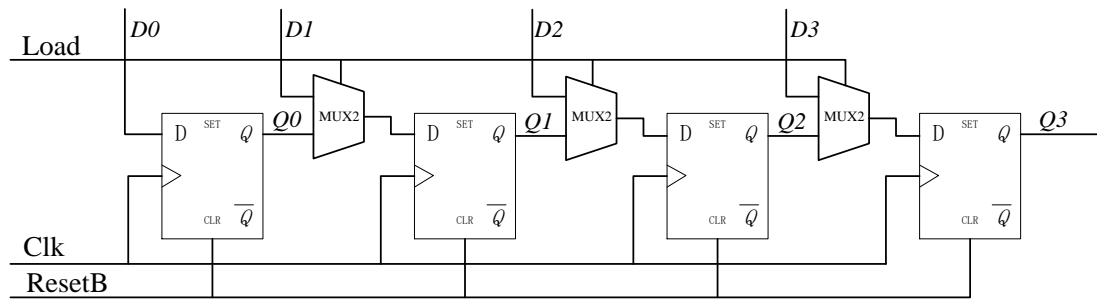 D0 D1 D2 D3
Load
MUX2 MUX2 MUX2
D SET Q Q0 D SET Q Q1 D SET Q Q2 D SET Q Q3
CLR Q CLR Q CLR Q CLR Q
Clk
ResetB